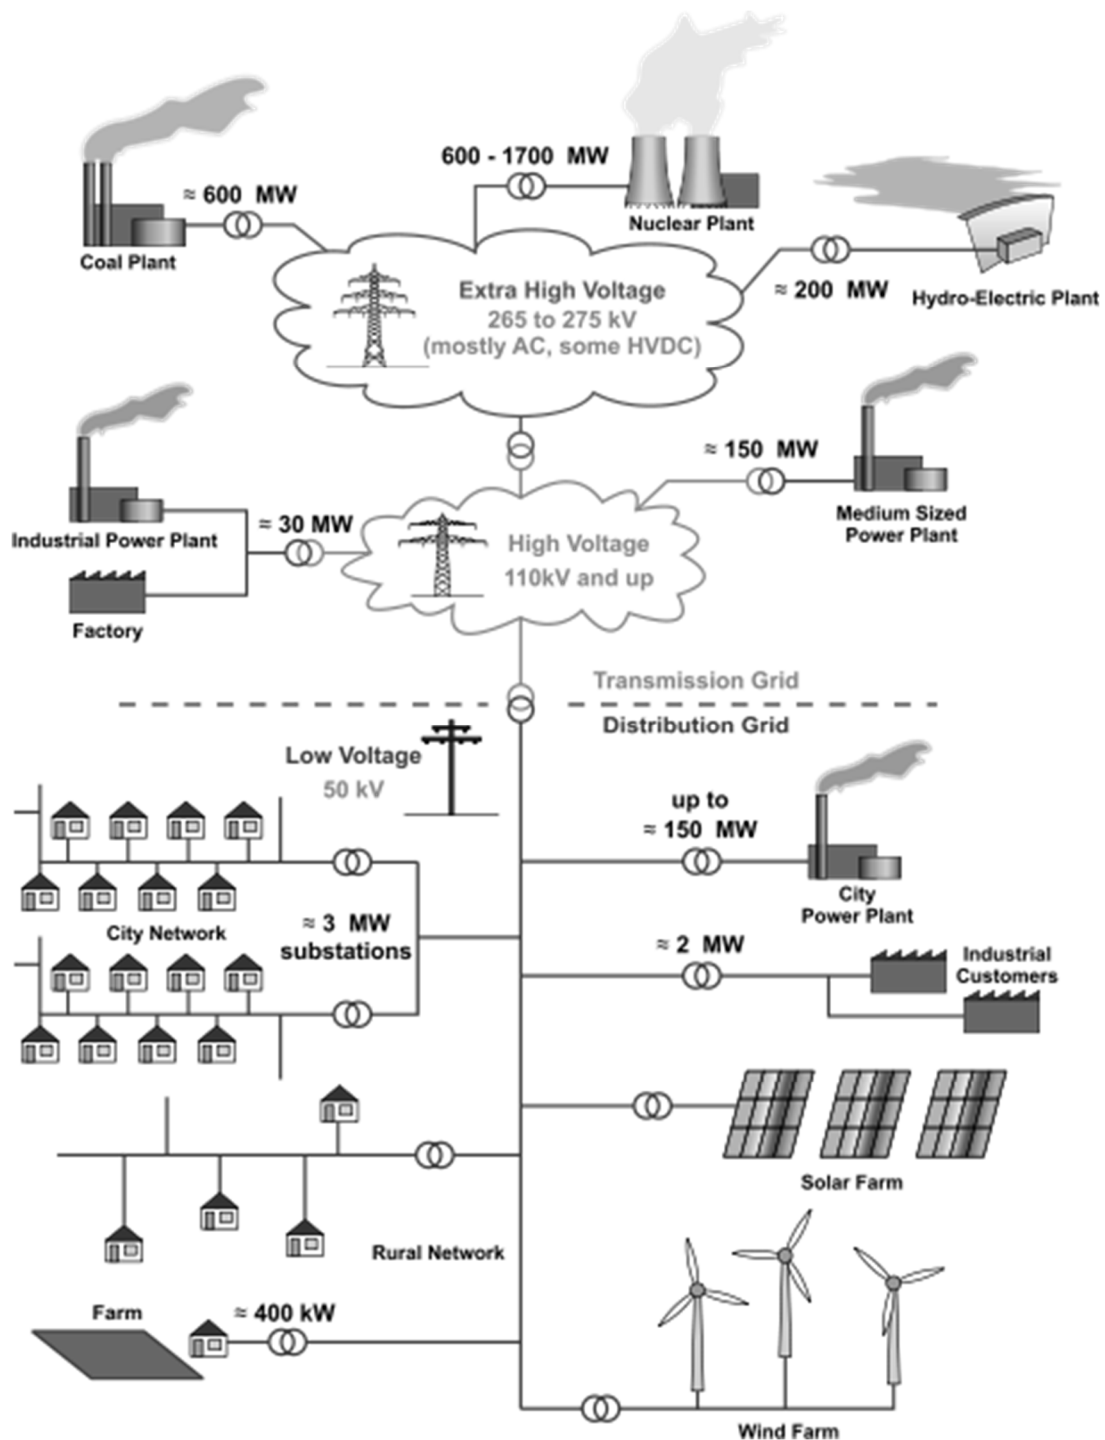 600 - 1700 MW
≈ 600 MW
Nuclear Plant
Coal Plant
Extra High Voltage
265 to 275 kV
(mostly AC, some HVDC)
≈ 200 MW
Hydro-Electric Plant
≈ 150 MW
Medium Sized
Power Plant
≈ 30 MW
Industrial Power Plant
Factory
High Voltage
110kV and up
Transmission Grid
Distribution Grid
Low Voltage
50 kV
up to
≈ 150 MW
City
Power Plant
City Network
≈ 3 MW
substations
≈ 2 MW
Industrial
Customers
Solar Farm
Rural Network
Farm
≈ 400 kW
Wind Farm